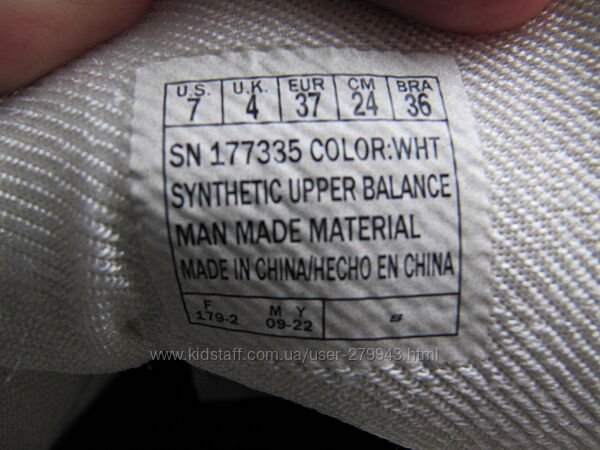 U.S. U.K. EUR CM BRA
7 4 37 24 36
SN 177335 COLOR:WHT
SYNTHETIC UPPER BALANCE
MAN MADE MATERIAL
MADE IN CHINA/HECHO EN CHINA
F M Y
179-2 09-22 S
www.kidstaff.com.ua/user-279943.html